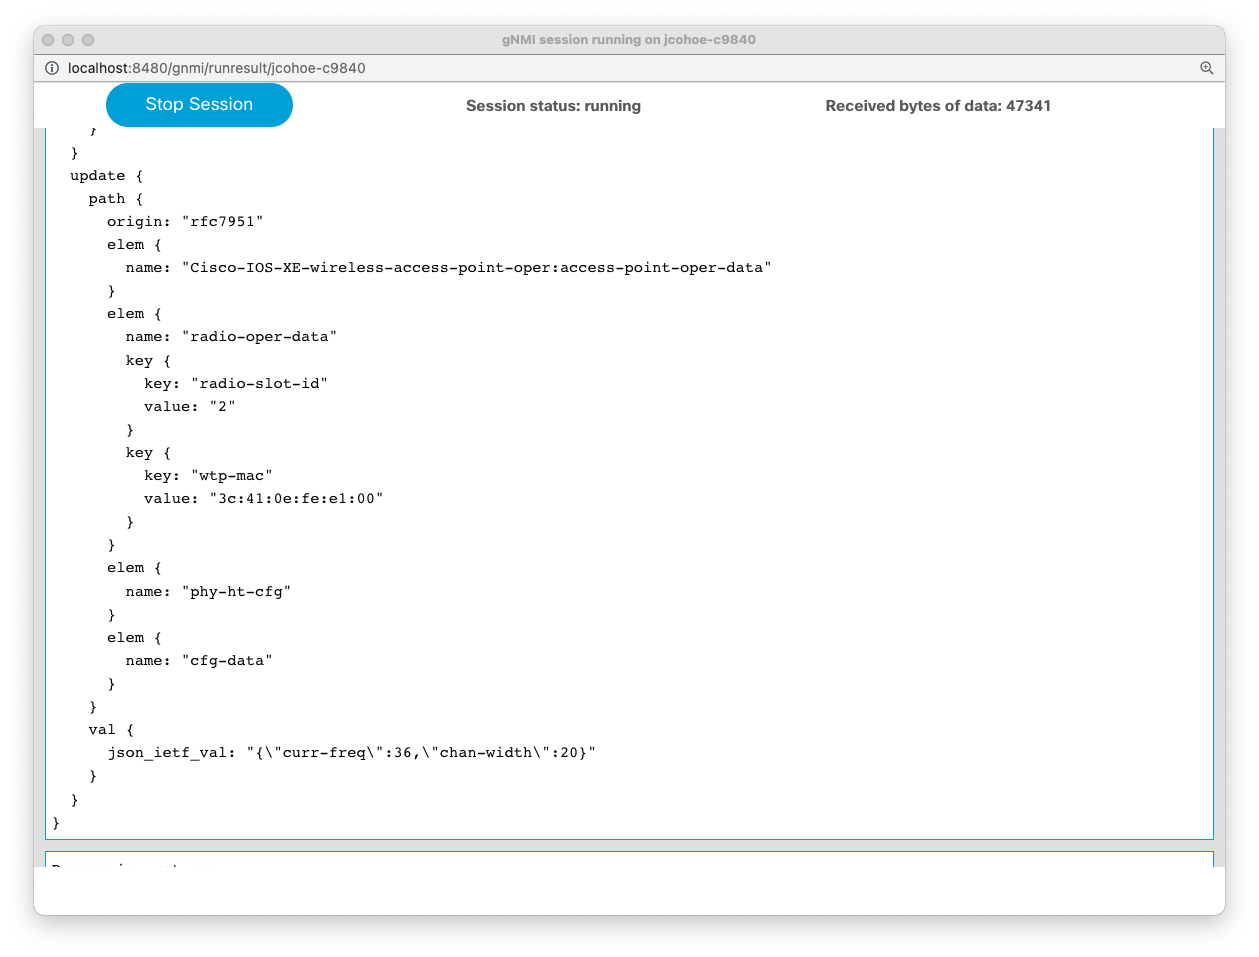 gNMI session running on jcohoe-c9840
localhost:8480/gnmi/runresult/jcohoe-c9840
Stop Session Session status: running Received bytes of data: 47341
}
}
update {
path {
origin: "rfc7951"
elem {
name: "Cisco-IOS-XE-wireless-access-point-oper:access-point-oper-data"
}
elem {
name: "radio-oper-data"
key {
key: "radio-slot-id"
value: "2"
}
key {
key: "wtp-mac"
value: "3c:41:0e:fe:e1:00"
}
}
elem {
name: "phy-ht-cfg"
}
elem {
name: "cfg-data"
}
}
val {
json_ietf_val: "{\"curr-freq\":36,\"chan-width\":20}"
}
}
}